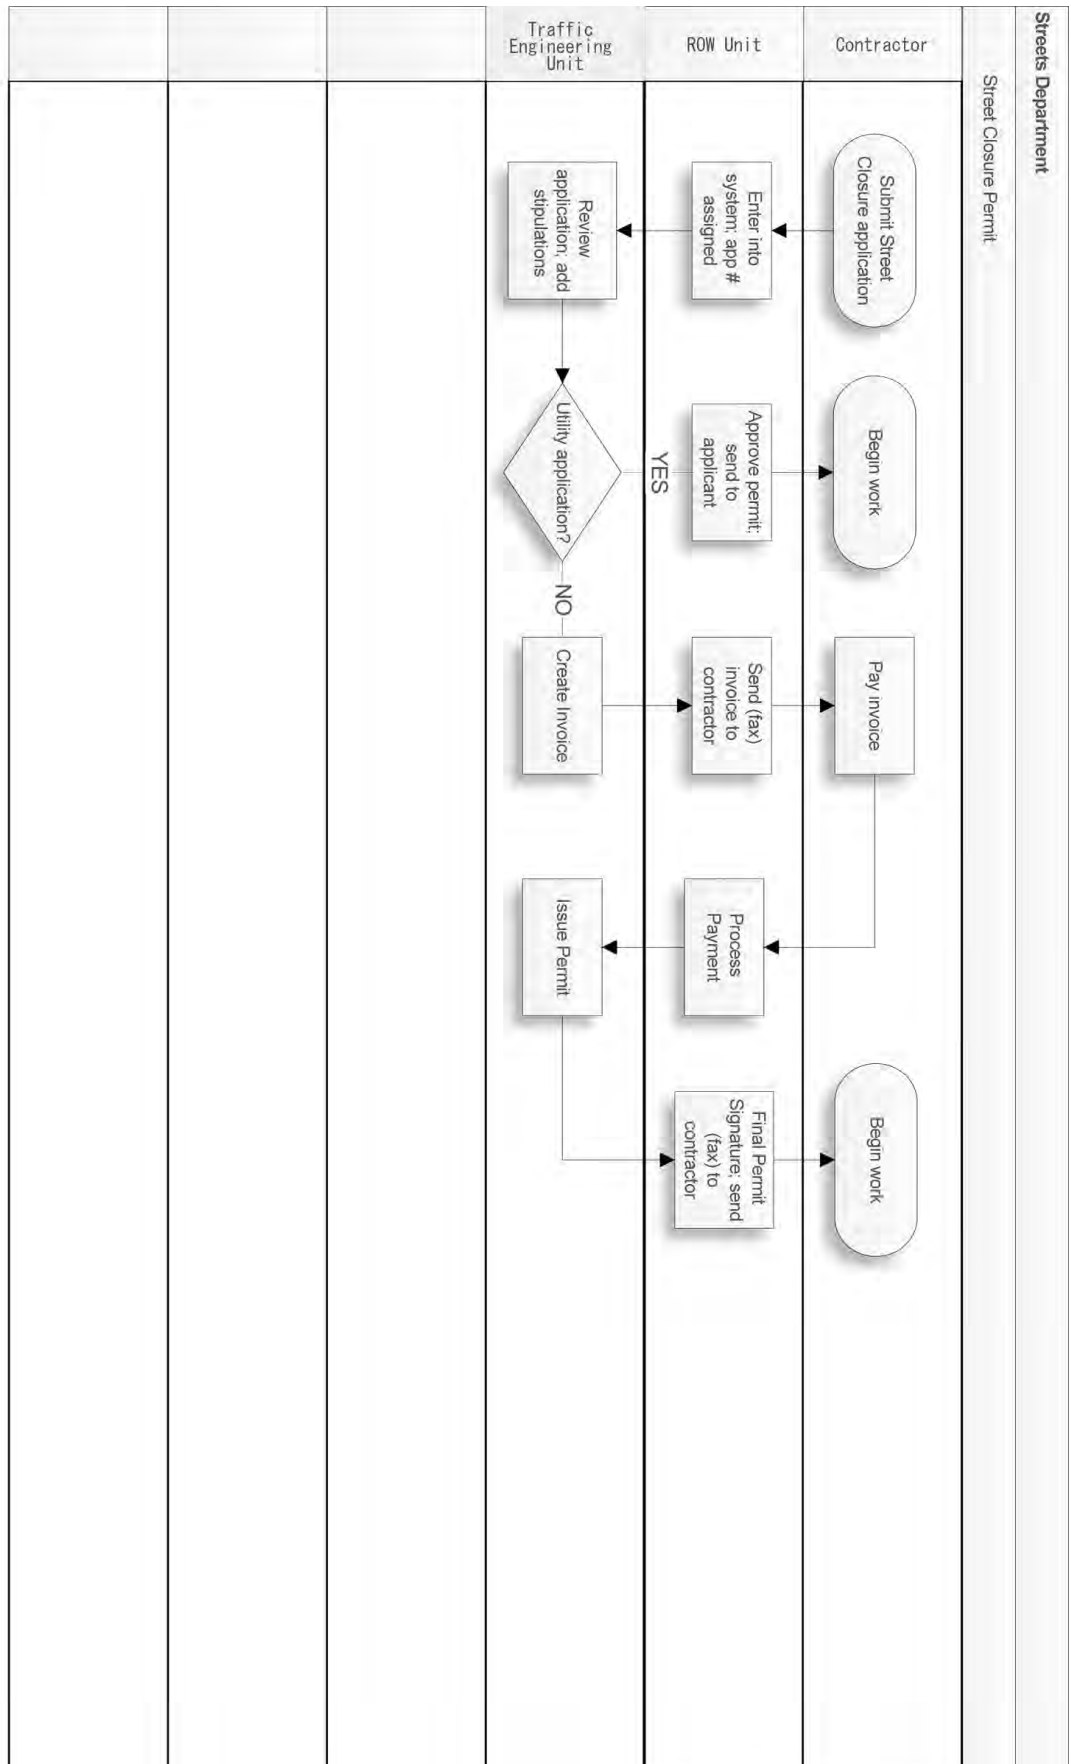 Streets Department
Street Closure Permit
Contractor
Submit Street
Closure application
Begin work
Pay invoice
Begin work
ROW Unit
Enter into
system; app #
assigned
Approve permit;
send to
applicant
Send (fax)
invoice to
contractor
Process
Payment
Final Permit
Signature; send
(fax) to
contractor
Traffic
Engineering
Unit
Review
application; add
stipulations
Utility application?
YES
NO
Create Invoice
Issue Permit